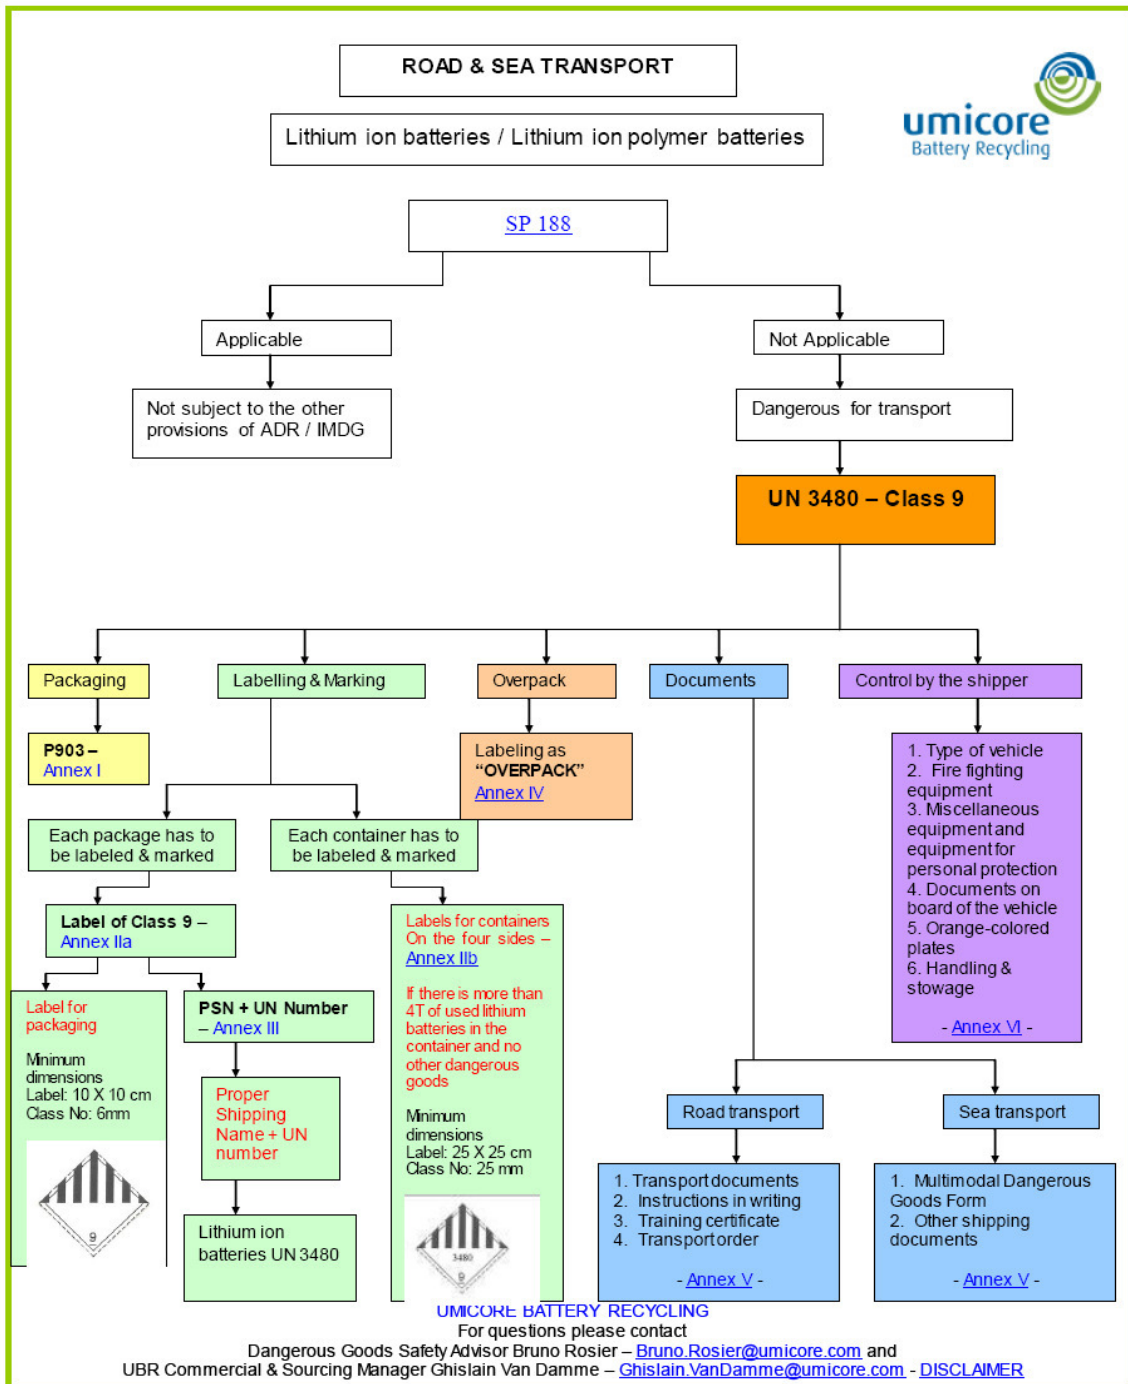 ROAD & SEA TRANSPORT
umicore
Battery Recycling
Lithium ion batteries / Lithium ion polymer batteries
SP 188
Applicable
Not Applicable
Not subject to the other
provisions of ADR / IMDG
Dangerous for transport
UN 3480 – Class 9
Packaging
Labelling & Marking
Overpack
Documents
Control by the shipper
P903 –
Annex I
Labeling as
“OVERPACK”
Annex IV
1. Type of vehicle
2. Fire fighting
equipment
3. Miscellaneous
equipment and
equipment for
personal protection
4. Documents on
board of the vehicle
5. Orange-colored
plates
6. Handling &
stowage
- Annex VI -
Each package has to
be labeled & marked
Each container has to
be labeled & marked
Label of Class 9 –
Annex IIa
Labels for containers
On the four sides –
Annex IIb
If there is more than
4T of used lithium
batteries in the
container and no
other dangerous
goods
Minimum
dimensions
Label: 25 X 25 cm
Class No: 25 mm
3480
9
Label for
packaging
Minimum
dimensions
Label: 10 X 10 cm
Class No: 6mm
9
PSN + UN Number
– Annex III
Proper
Shipping
Name + UN
number
Lithium ion
batteries UN 3480
Road transport
Sea transport
1. Transport documents
2. Instructions in writing
3. Training certificate
4. Transport order
- Annex V -
1. Multimodal Dangerous
Goods Form
2. Other shipping
documents
- Annex V -
UMICORE BATTERY RECYCLING
For questions please contact
Dangerous Goods Safety Advisor Bruno Rosier – Bruno.Rosier@umicore.com and
UBR Commercial & Sourcing Manager Ghislain Van Damme – Ghislain.VanDamme@umicore.com - DISCLAIMER